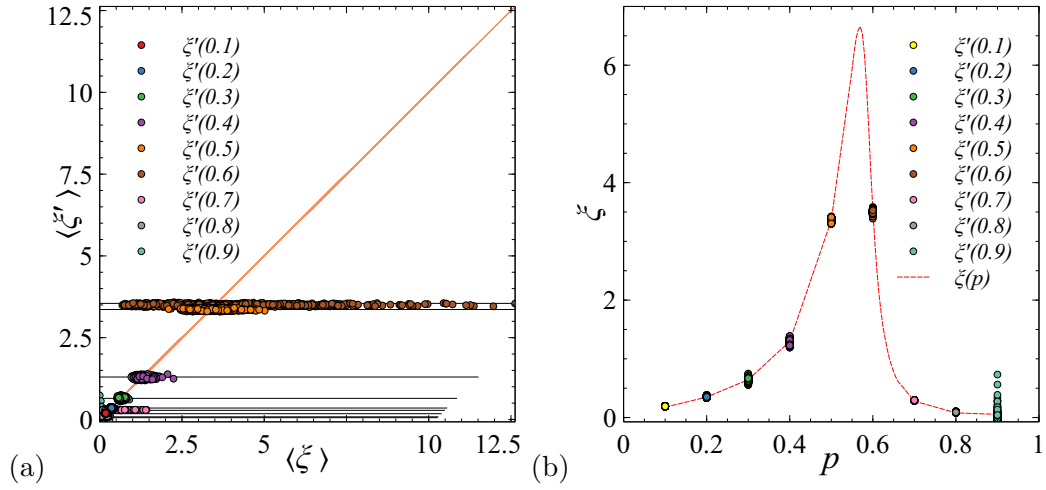 12.5
10
7.5
5
2.5
0
⟨ξ'⟩
ξ'(0.1)
ξ'(0.2)
ξ'(0.3)
ξ'(0.4)
ξ'(0.5)
ξ'(0.6)
ξ'(0.7)
ξ'(0.8)
ξ'(0.9)
0 2.5 5 7.5 10 12.5
(a) ⟨ξ⟩
6
4
2
0
ξ
ξ'(0.1)
ξ'(0.2)
ξ'(0.3)
ξ'(0.4)
ξ'(0.5)
ξ'(0.6)
ξ'(0.7)
ξ'(0.8)
ξ'(0.9)
ξ(p)
0 0.2 0.4 0.6 0.8 1
(b) p